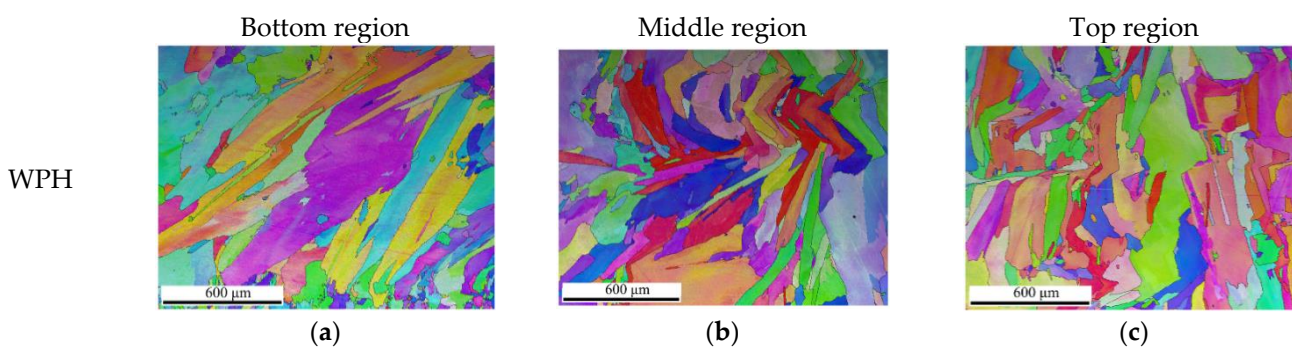 Bottom region Middle region Top region
WPH
600 μm 600 μm 600 μm
(a) (b) (c)